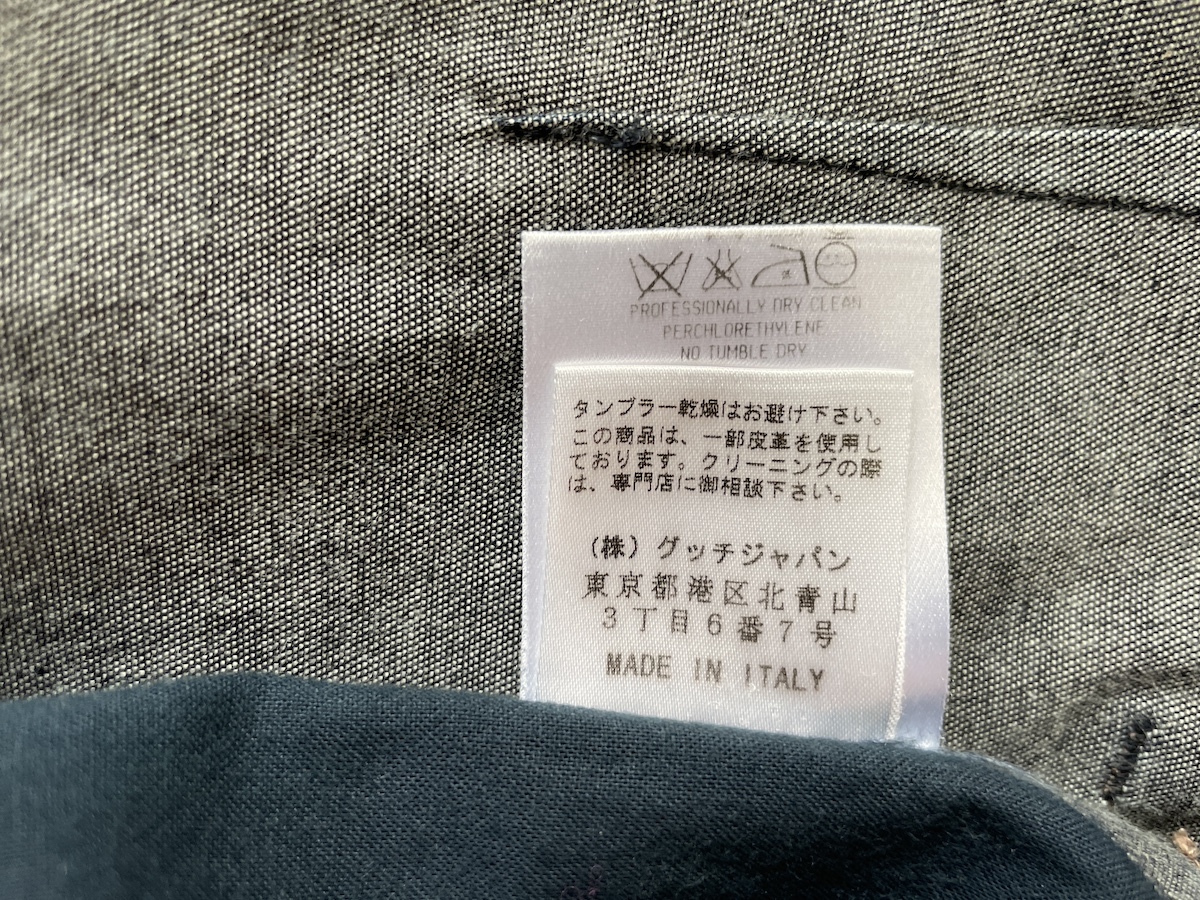 PROFESSIONALLY DRY CLEAN
PERCHLORETHYLENE
NO TUMBLE DRY
タンブラー乾燥はお避け下さい。
この商品は、一部皮革を使用し
ております。クリーニングの際
は、専門店に御相談下さい。
(株)グッチジャパン
東京都港区北青山
3丁目6番7号
MADE IN ITALY